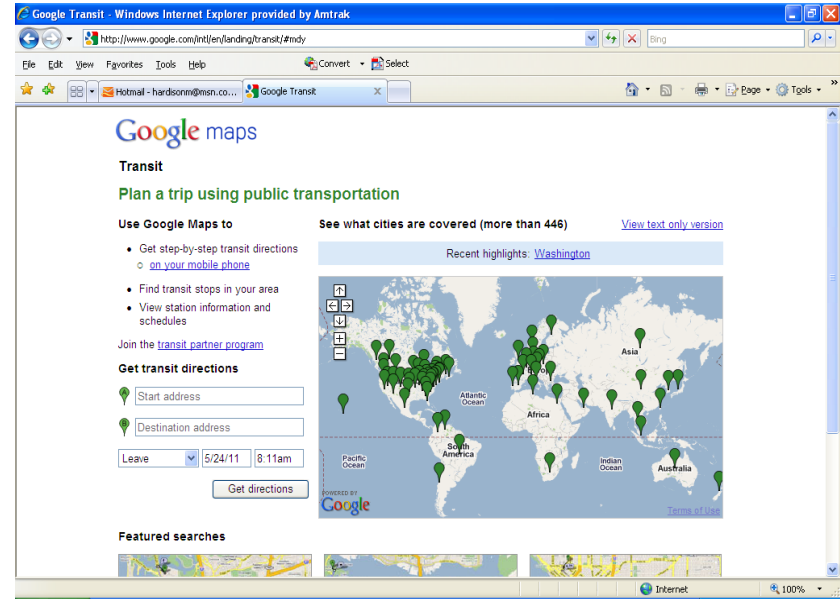 Google Transit - Windows Internet Explorer provided by Amtrak
http://www.google.com/intl/en/landing/transit/#mdy
Bing
File Edit View Favorites Tools Help
Convert Select
Hotmail - hardisonm@msn.co... Google Transit X
Page Tools »
Google maps
Transit
Plan a trip using public transportation
Use Google Maps to
Get step-by-step transit directions
on your mobile phone
Find transit stops in your area
View station information and
schedules
Join the transit partner program
Get transit directions
A Start address
B Destination address
Leave 5/24/11 8:11am
Get directions
See what cities are covered (more than 446) View text only version
Recent highlights: Washington
Asia
Atlantic
Ocean
Africa
South
America
Pacific
Ocean
Indian
Ocean
Australia
POWERED BY
Google
Terms of Use
Featured searches
Internet 100%